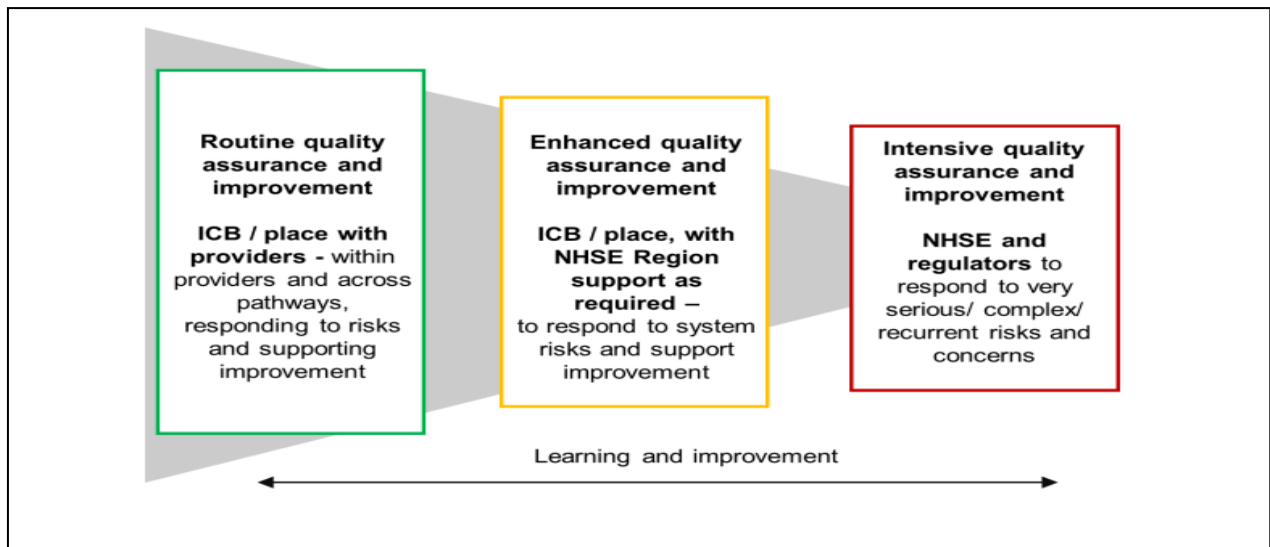 Routine quality
assurance and
improvement
ICB / place with
providers - within
providers and across
pathways,
responding to risks
and supporting
improvement
Enhanced quality
assurance and
improvement
ICB / place, with
NHSE Region
support as
required –
to respond to system
risks and support
improvement
Intensive quality
assurance and
improvement
NHSE and
regulators to
respond to very
serious/ complex/
recurrent risks and
concerns
Learning and improvement